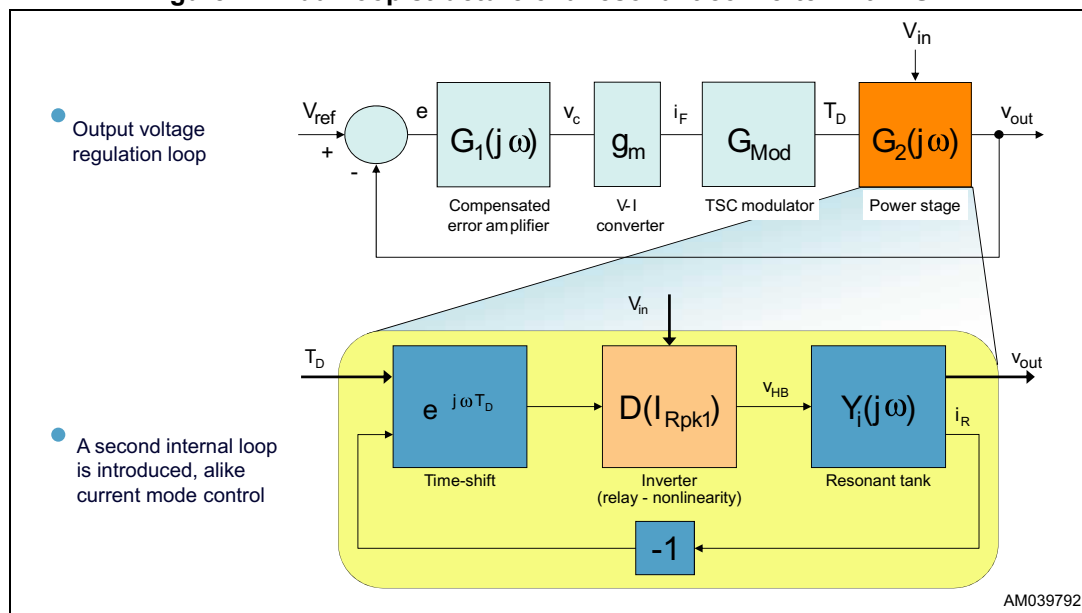 V_in
Output voltage
regulation loop
V_ref
+
-
e
G_1(jω)
v_c
g_m
i_F
G_Mod
T_D
G_2(jω)
v_out
Compensated
error amplifier
V-I
converter
TSC modulator
Power stage
V_in
T_D
e^jωT_D
D(I_Rpk1)
v_HB
Y_i(jω)
v_out
i_R
A second internal loop
is introduced, alike
current mode control
Time-shift
Inverter
(relay - nonlinearity)
Resonant tank
-1
AM039792